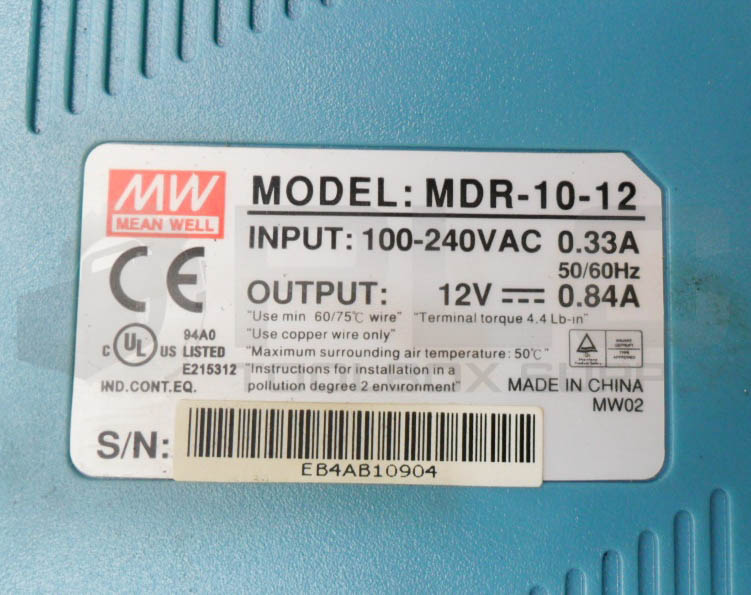 MW
MEAN WELL
MODEL: MDR-10-12
INPUT: 100-240VAC 0.33A
50/60Hz
OUTPUT: 12V 0.84A
"Use min 60/75℃ wire" "Terminal torque 4.4 Lb-in"
"Use copper wire only"
"Maximum surrounding air temperature: 50℃"
"Instructions for installation in a
pollution degree 2 environment"
CE
c UL US LISTED
94A0
E215312
IND.CONT.EQ.
MADE IN CHINA
MW02
S/N:
EB4AB10904